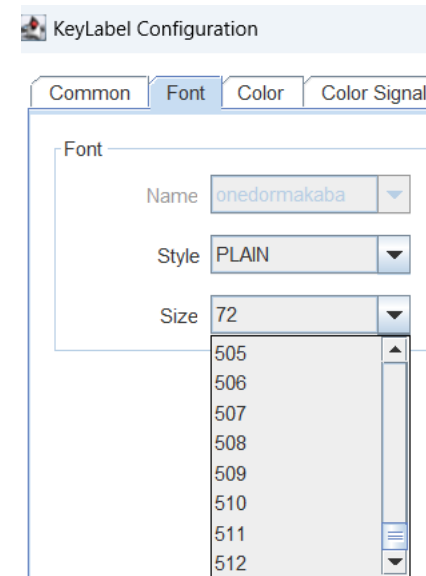 KeyLabel Configuration
Common Font Color Color Signal
Font
Name onedormakaba
Style PLAIN
Size 72
505
506
507
508
509
510
511
512